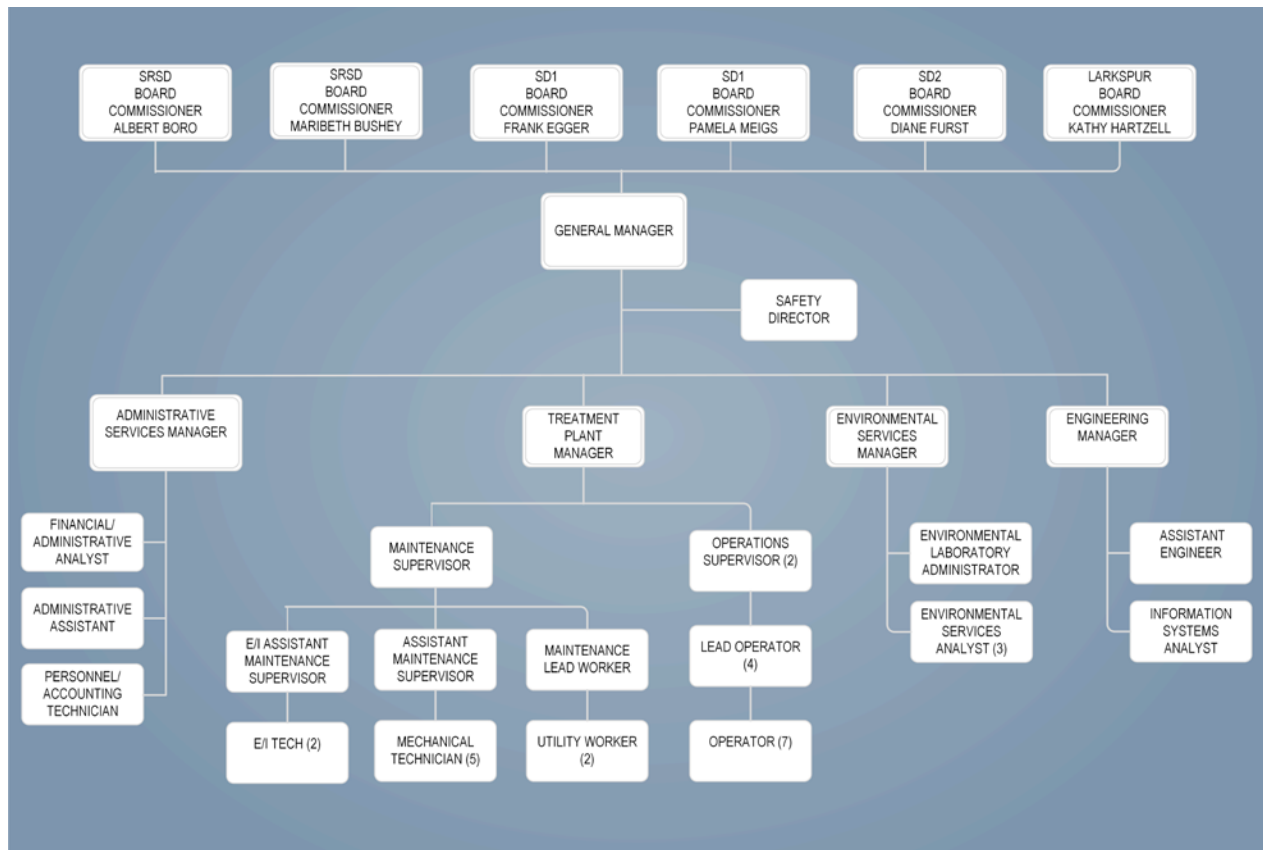 SRSD
BOARD
COMMISSIONER
ALBERT BORO
SRSD
BOARD
COMMISSIONER
MARIBETH BUSHEY
SD1
BOARD
COMMISSIONER
FRANK EGGER
SD1
BOARD
COMMISSIONER
PAMELA MEIGS
SD2
BOARD
COMMISSIONER
DIANE FURST
LARKSPUR
BOARD
COMMISSIONER
KATHY HARTZELL
GENERAL MANAGER
SAFETY
DIRECTOR
ADMINISTRATIVE
SERVICES MANAGER
TREATMENT
PLANT
MANAGER
ENVIRONMENTAL
SERVICES
MANAGER
ENGINEERING
MANAGER
FINANCIAL/
ADMINISTRATIVE
ANALYST
ADMINISTRATIVE
ASSISTANT
PERSONNEL/
ACCOUNTING
TECHNICIAN
MAINTENANCE
SUPERVISOR
OPERATIONS
SUPERVISOR (2)
E/I ASSISTANT
MAINTENANCE
SUPERVISOR
ASSISTANT
MAINTENANCE
SUPERVISOR
MAINTENANCE
LEAD WORKER
LEAD OPERATOR
(4)
E/I TECH (2)
MECHANICAL
TECHNICIAN (5)
UTILITY WORKER
(2)
OPERATOR (7)
ENVIRONMENTAL
LABORATORY
ADMINISTRATOR
ENVIRONMENTAL
SERVICES
ANALYST (3)
ASSISTANT
ENGINEER
INFORMATION
SYSTEMS
ANALYST